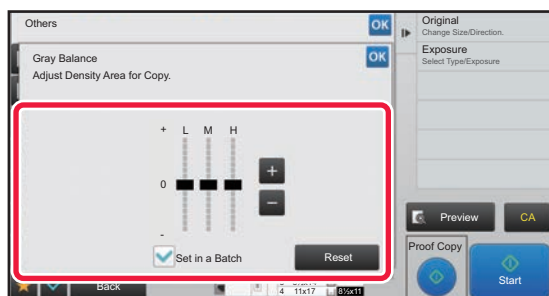 Others
OK
Original
Change Size/Direction.
Gray Balance
OK
Adjust Density Area for Copy.
Exposure
Select Type/Exposure
+ L M H
+
0
−
-
Set in a Batch
Reset
Preview
CA
Proof Copy
Start
Back
4 11x17
8½x11